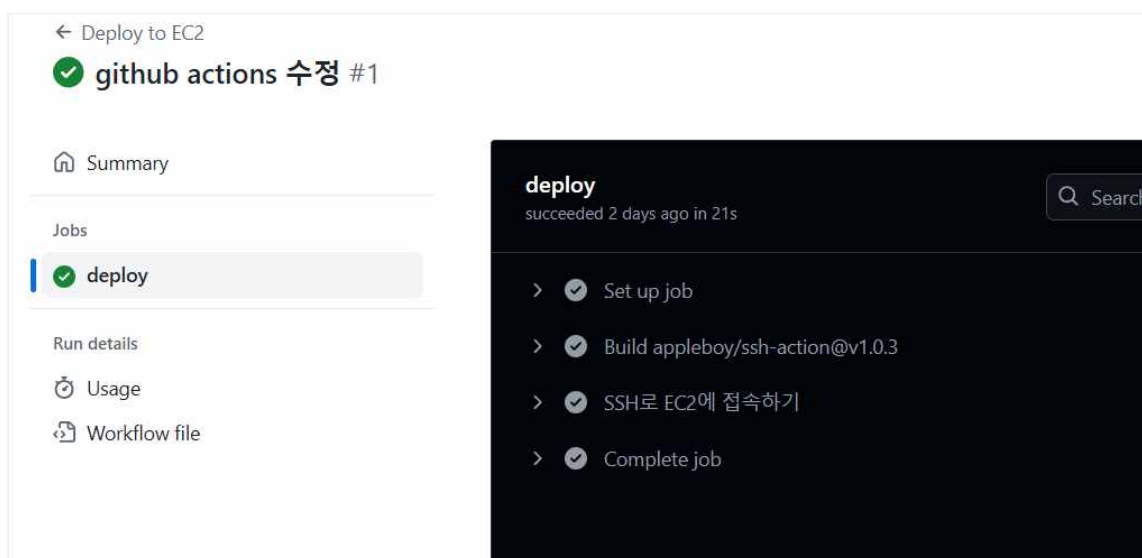 ← Deploy to EC2
github actions 수정 #1
Summary
Jobs
deploy
Run details
Usage
Workflow file
deploy
succeeded 2 days ago in 21s
Search
Set up job
Build appleboy/ssh-action@v1.0.3
SSH로 EC2에 접속하기
Complete job